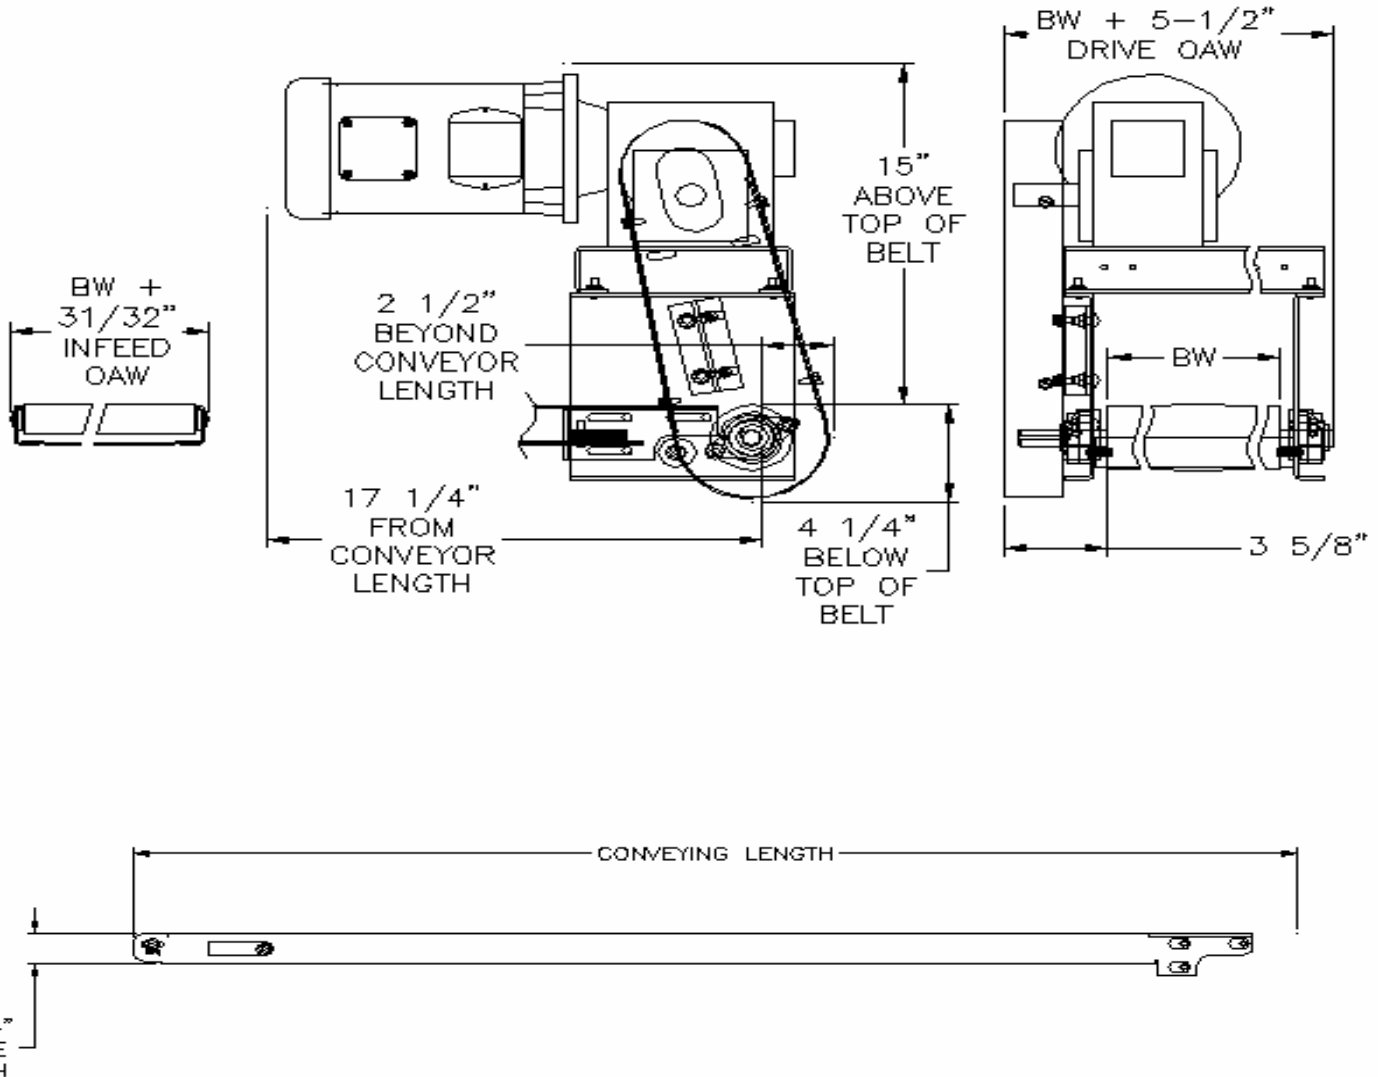 BW + 5-1/2"
DRIVE OAW
15"
ABOVE
TOP OF
BELT
BW +
31/32"
INFEED
OAW
2 1/2"
BEYOND
CONVEYOR
LENGTH
BW
17 1/4"
FROM
CONVEYOR
LENGTH
4 1/4"
BELOW
TOP OF
BELT
3 5/8"
CONVEYING LENGTH